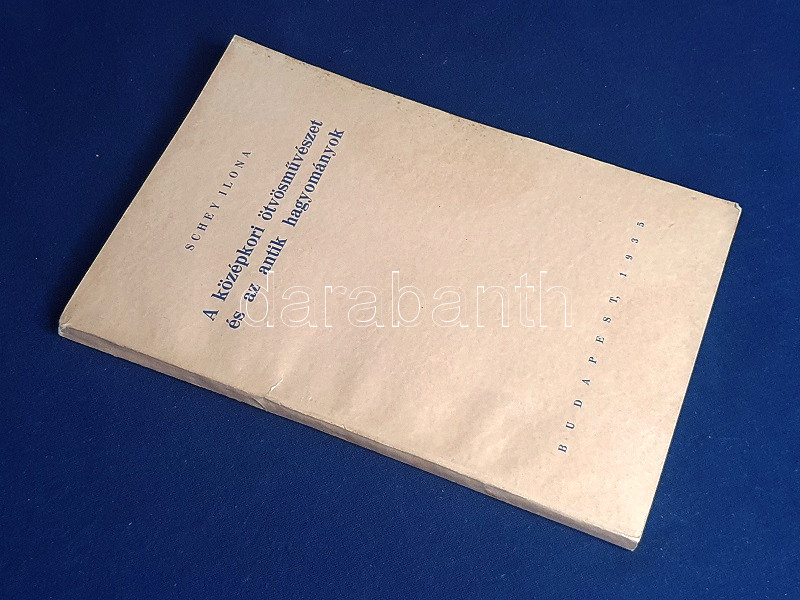 SCHEY ILONA
A középkori ötvösművészet
és az antik hagyományok
BUDAPEST, 1935
darabanth